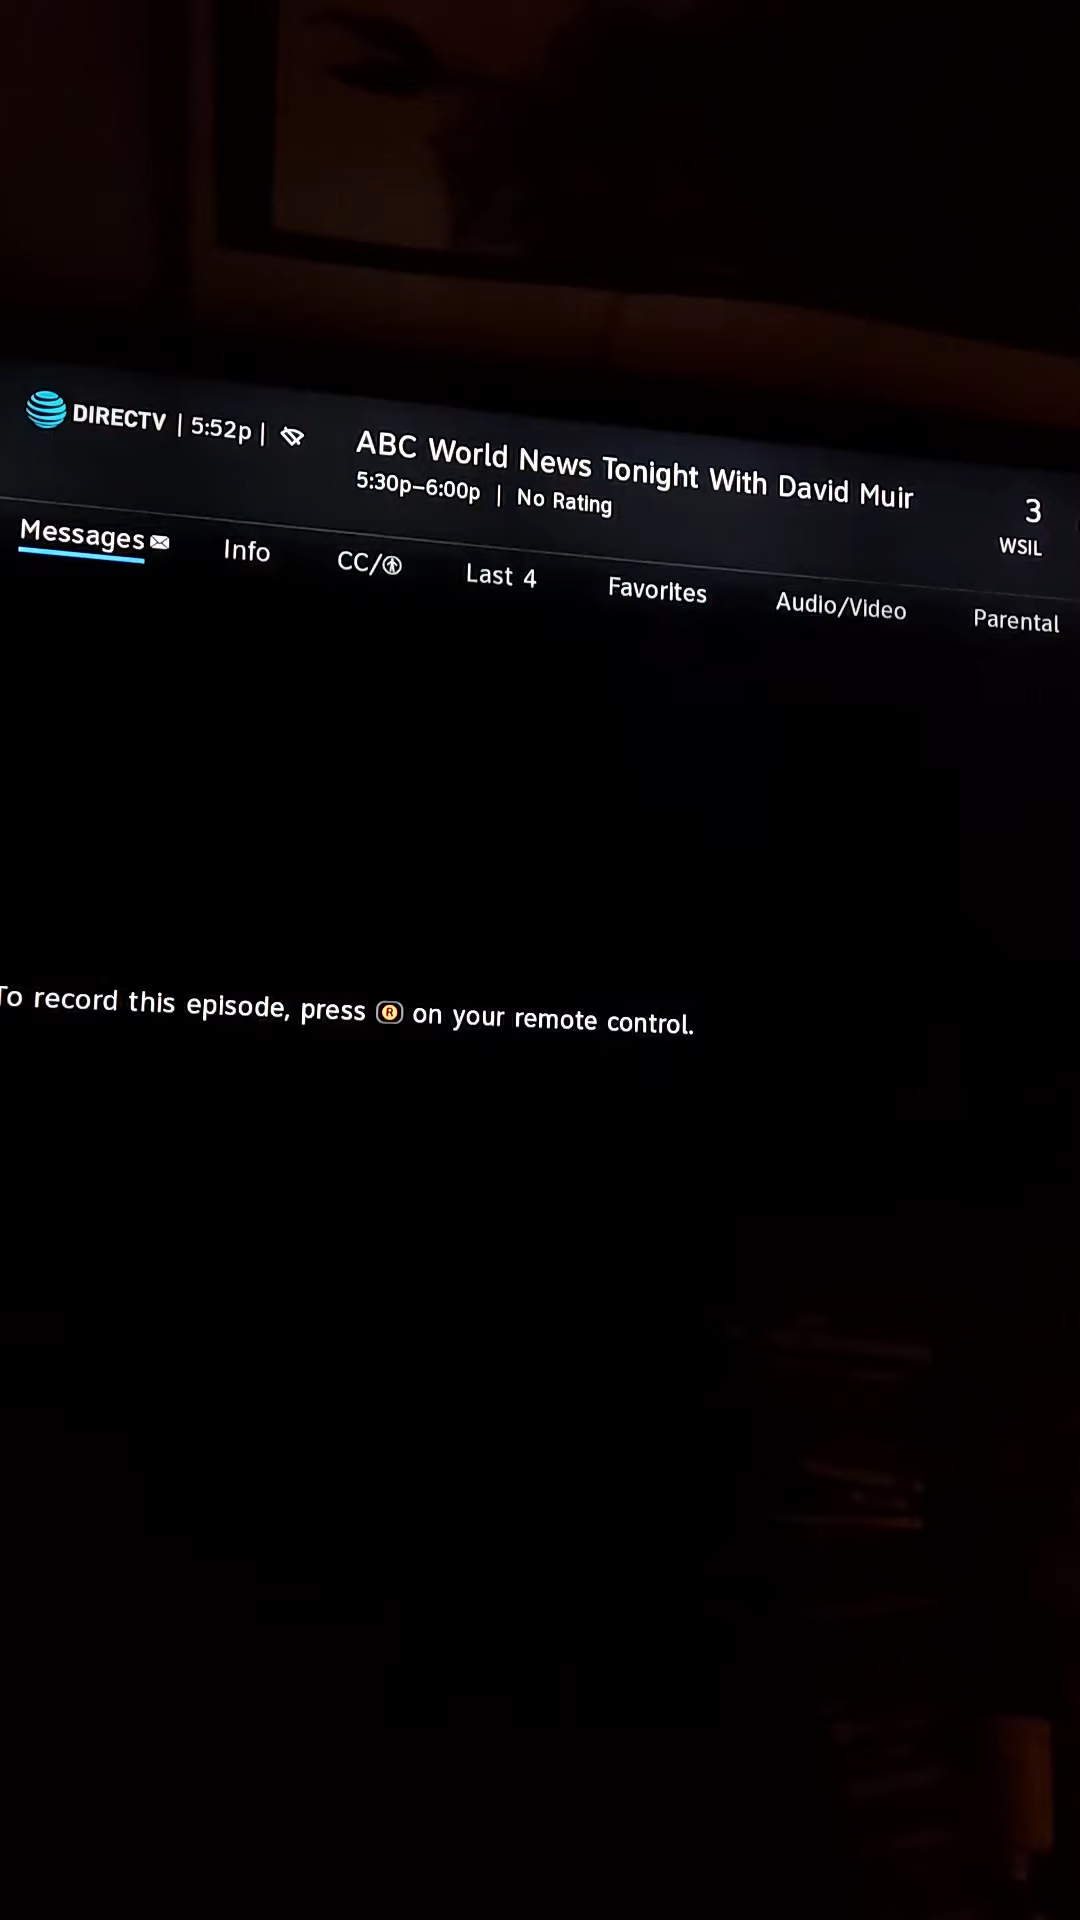 DIRECTV | 5:52p |
ABC World News Tonight With David Muir
5:30p–6:00p | No Rating
3
WSIL
Messages Info CC/ Last 4 Favorites Audio/Video Parental
To record this episode, press R on your remote control.